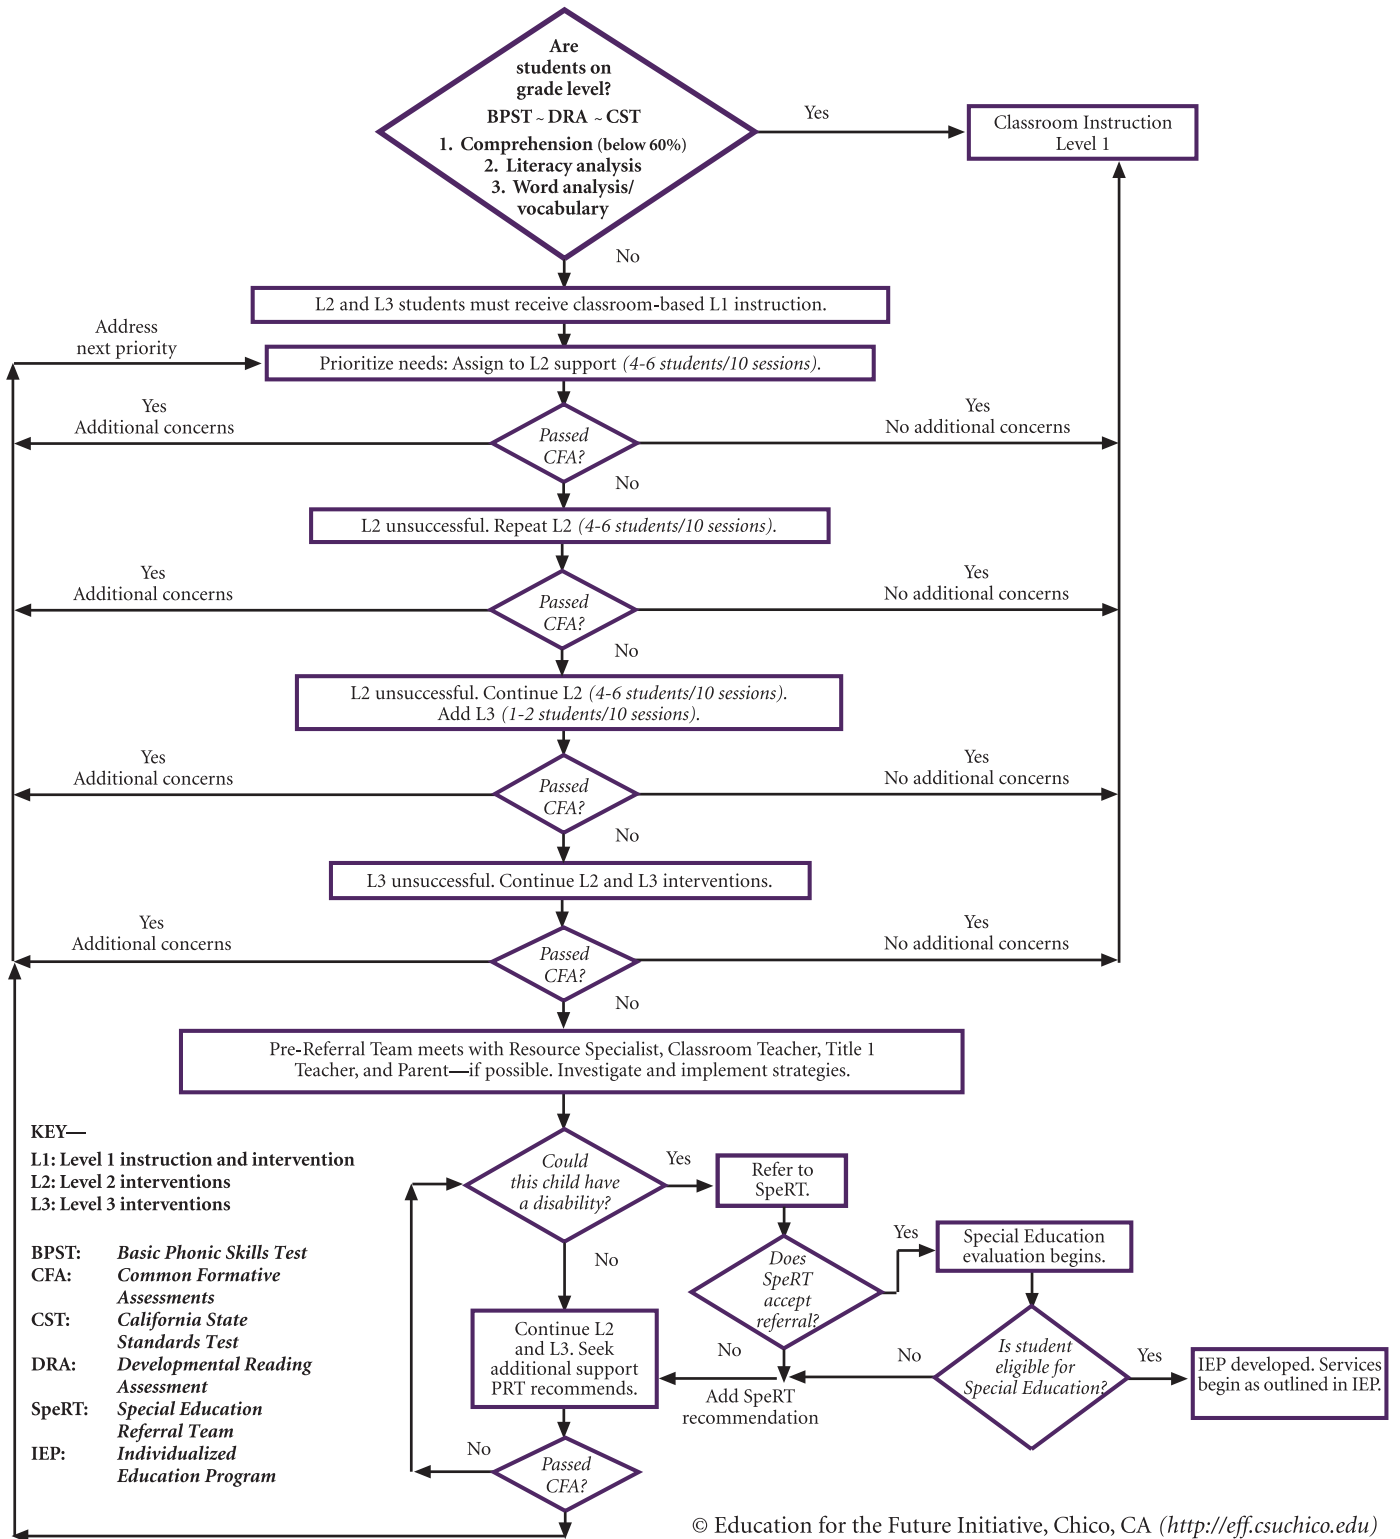 Are
students on
grade level?
BPST ~ DRA ~ CST
1. Comprehension (below 60%)
2. Literacy analysis
3. Word analysis/
vocabulary
Yes
Classroom Instruction
Level 1
No
L2 and L3 students must receive classroom-based L1 instruction.
Address
next priority
Prioritize needs: Assign to L2 support (4-6 students/10 sessions).
Yes
Additional concerns
Passed
CFA?
Yes
No additional concerns
No
L2 unsuccessful. Repeat L2 (4-6 students/10 sessions).
Yes
Additional concerns
Passed
CFA?
Yes
No additional concerns
No
L2 unsuccessful. Continue L2 (4-6 students/10 sessions).
Add L3 (1-2 students/10 sessions).
Yes
Additional concerns
Passed
CFA?
Yes
No additional concerns
No
L3 unsuccessful. Continue L2 and L3 interventions.
Yes
Additional concerns
Passed
CFA?
Yes
No additional concerns
No
Pre-Referral Team meets with Resource Specialist, Classroom Teacher, Title 1
Teacher, and Parent—if possible. Investigate and implement strategies.
Could
this child have
a disability?
Yes
Refer to
SpeRT.
No
Does
SpeRT
accept
referral?
Yes
Special Education
evaluation begins.
Continue L2
and L3. Seek
additional support
PRT recommends.
No
Add SpeRT
recommendation
No
Is student
eligible for
Special Education?
Yes
IEP developed. Services
begin as outlined in IEP.
No
Passed
CFA?
KEY—
L1: Level 1 instruction and intervention
L2: Level 2 interventions
L3: Level 3 interventions
BPST: Basic Phonic Skills Test
CFA: Common Formative
Assessments
CST: California State
Standards Test
DRA: Developmental Reading
Assessment
SpeRT: Special Education
Referral Team
IEP: Individualized
Education Program
© Education for the Future Initiative, Chico, CA (http://eff.csuchico.edu)